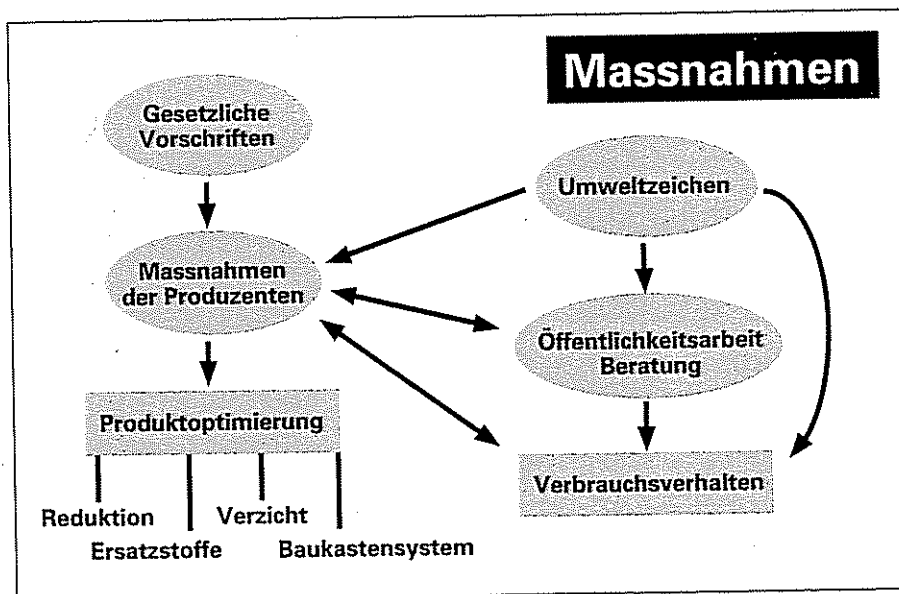 Massnahmen
Gesetzliche
Vorschriften
Umweltzeichen
Massnahmen
der Produzenten
Öffentlichkeitsarbeit
Beratung
Produktoptimierung
Verbrauchsverhalten
Reduktion
Verzicht
Ersatzstoffe
Baukastensystem